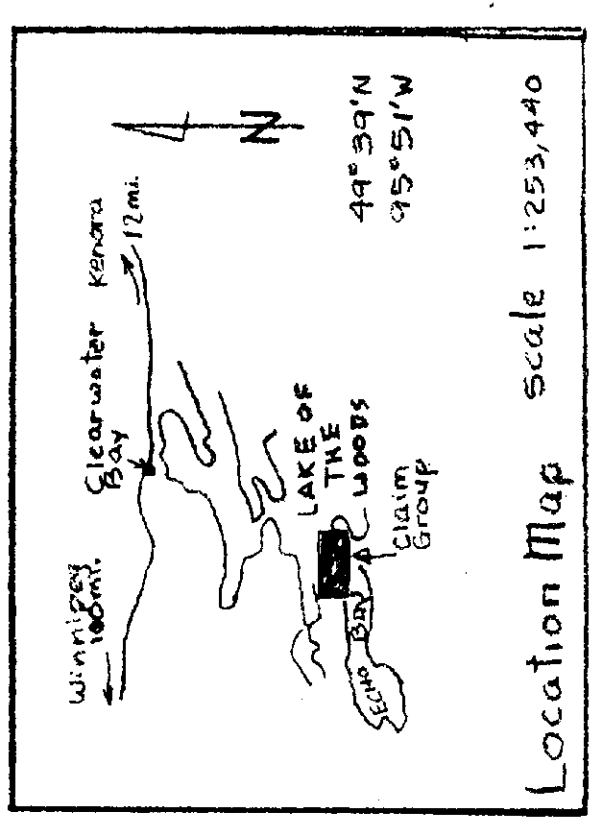 Winnipeg
100mi.
Clearwater
Bay
Kenora
12mi.
N
LAKE OF
THE
WOODS
49°39'N
95°51'W
Claim
Group
ECHO
BAY
Location Map
scale 1:253,440